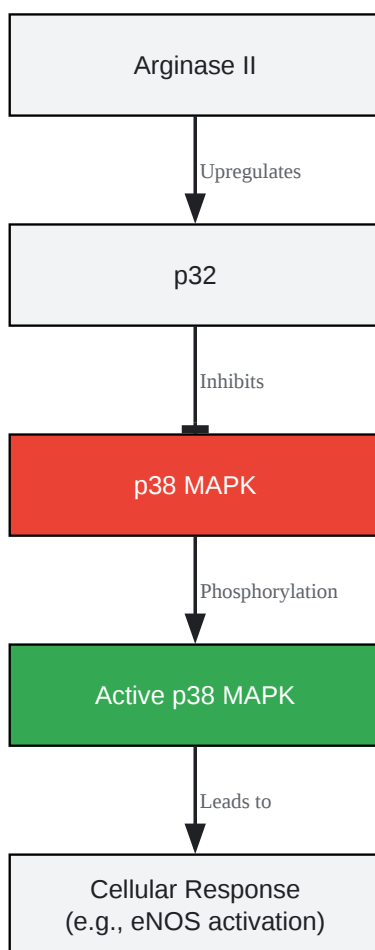 Arginase II
Upregulates
p32
Inhibits
p38 MAPK
Phosphorylation
Active p38 MAPK
Leads to
Cellular Response
(e.g., eNOS activation)